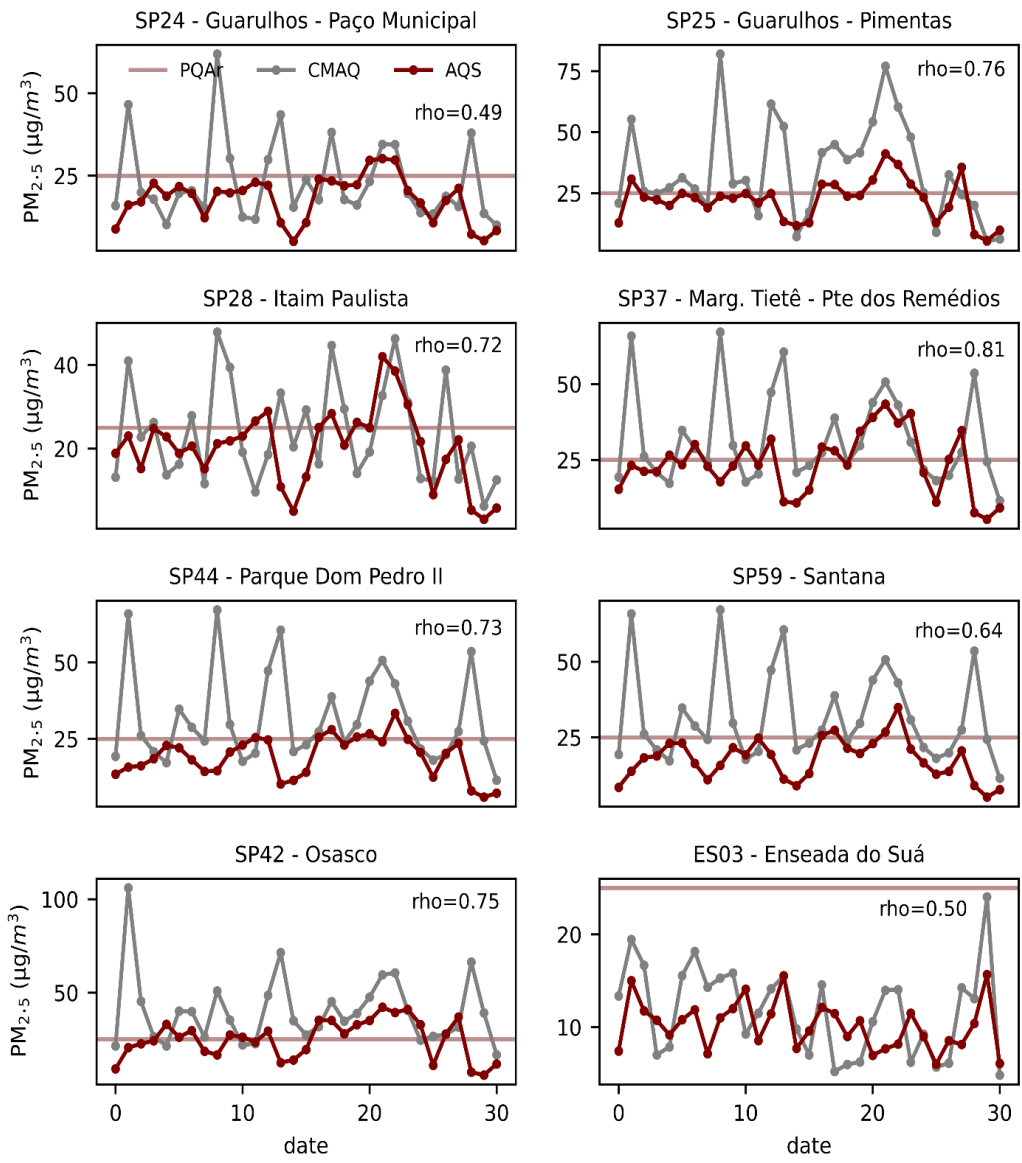 SP24 - Guarulhos - Paço Municipal
PQAr CMAQ AQS
rho=0.49
PM2.5 (μg/m³)
50
25
SP25 - Guarulhos - Pimentas
rho=0.76
75
50
25
SP28 - Itaim Paulista
rho=0.72
PM2.5 (μg/m³)
40
20
SP37 - Marg. Tietê - Pte dos Remédios
rho=0.81
50
25
SP44 - Parque Dom Pedro II
rho=0.73
PM2.5 (μg/m³)
50
25
SP59 - Santana
rho=0.64
50
25
SP42 - Osasco
rho=0.75
PM2.5 (μg/m³)
100
50
0 10 20 30
date
ES03 - Enseada do Suá
rho=0.50
20
10
0 10 20 30
date